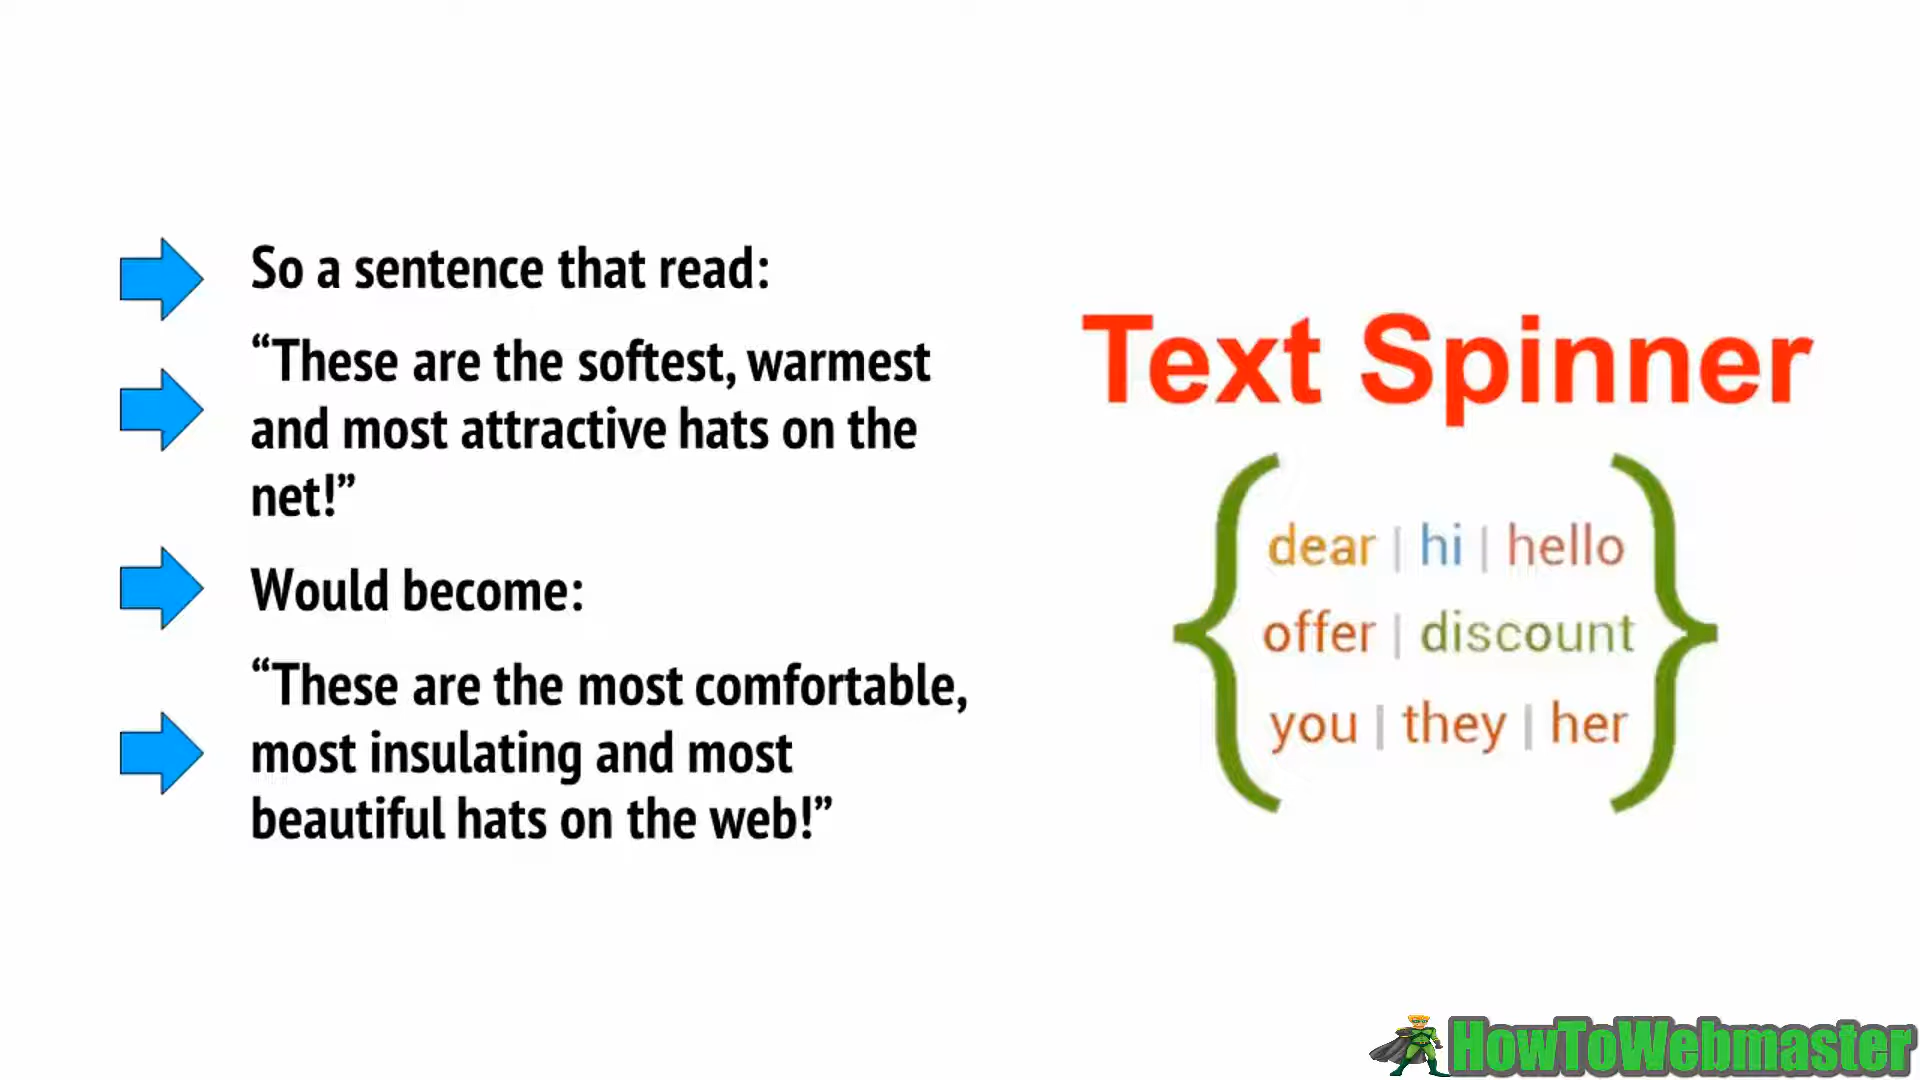 So a sentence that read:
“These are the softest, warmest
and most attractive hats on the
net!”
Would become:
“These are the most comfortable,
most insulating and most
beautiful hats on the web!”
Text Spinner
dear | hi | hello
offer | discount
you | they | her
HowToWebmaster